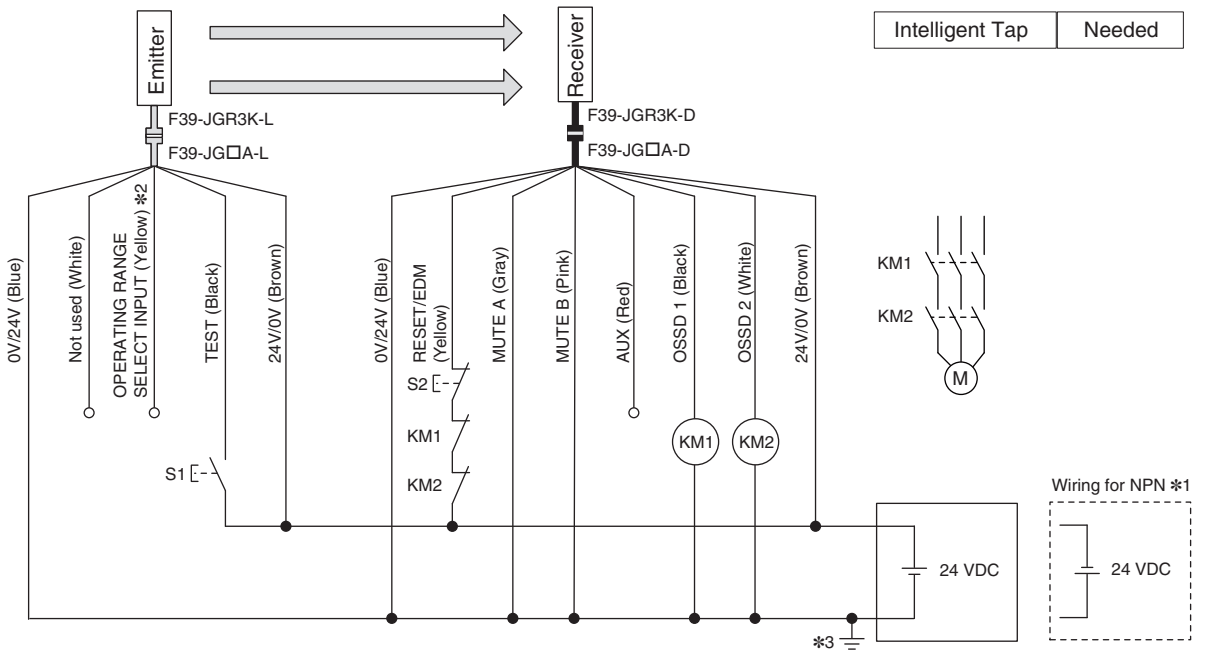 Intelligent Tap Needed
Emitter
Receiver
F39-JGR3K-L
F39-JG□A-L
F39-JGR3K-D
F39-JG□A-D
0V/24V (Blue)
Not used (White)
OPERATING RANGE
SELECT INPUT (Yellow) ✻2
TEST (Black)
24V/0V (Brown)
0V/24V (Blue)
RESET/EDM
(Yellow)
MUTE A (Gray)
MUTE B (Pink)
AUX (Red)
OSSD 1 (Black)
OSSD 2 (White)
24V/0V (Brown)
KM1
KM2
M
S2
KM1
KM2
KM1
KM2
S1
Wiring for NPN ✻1
24 VDC
24 VDC
✻3